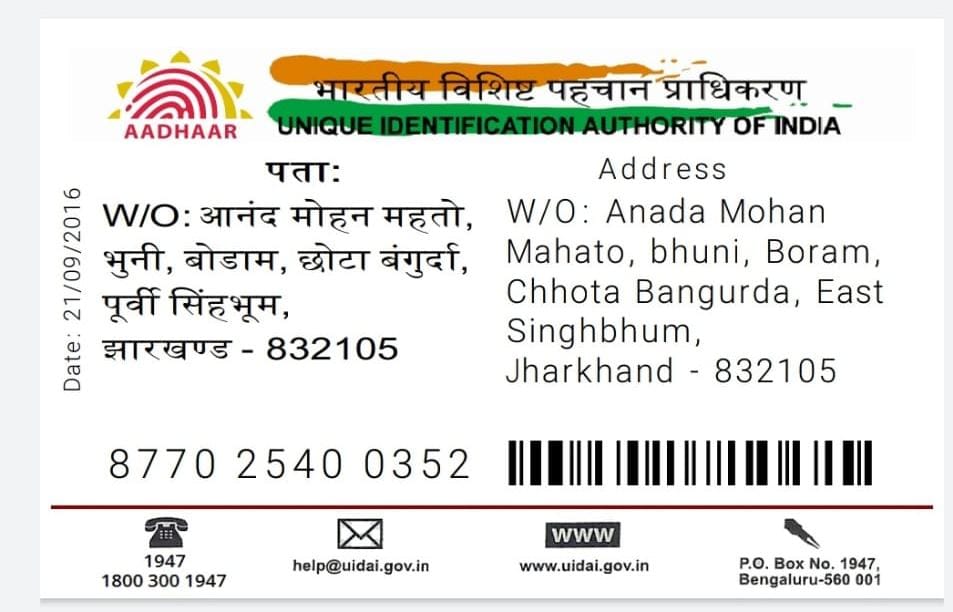 AADHAAR
भारतीय विशिष्ट पहचान प्राधिकरण
UNIQUE IDENTIFICATION AUTHORITY OF INDIA
Date: 21/09/2016
पता:
W/O: आनंद मोहन महतो,
भुनी, बोडाम, छोटा बंगुर्दा,
पूर्वी सिंहभूम,
झारखण्ड - 832105
Address
W/O: Anada Mohan
Mahato, bhuni, Boram,
Chhota Bangurda, East
Singhbhum,
Jharkhand - 832105
8770 2540 0352
1947
1800 300 1947
help@uidai.gov.in
WWW
www.uidai.gov.in
P.O. Box No. 1947,
Bengaluru-560 001